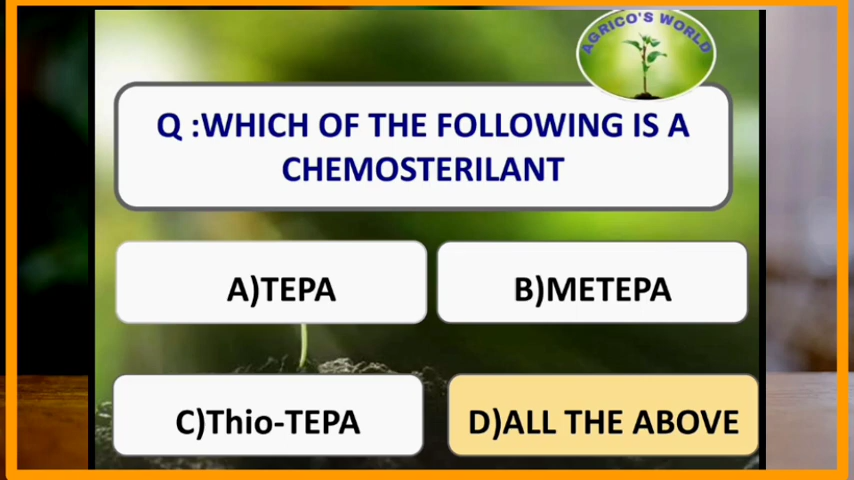 AGRICO'S WORLD
Q :WHICH OF THE FOLLOWING IS A
CHEMOSTERILANT
A)TEPA
B)METEPA
C)Thio-TEPA
D)ALL THE ABOVE